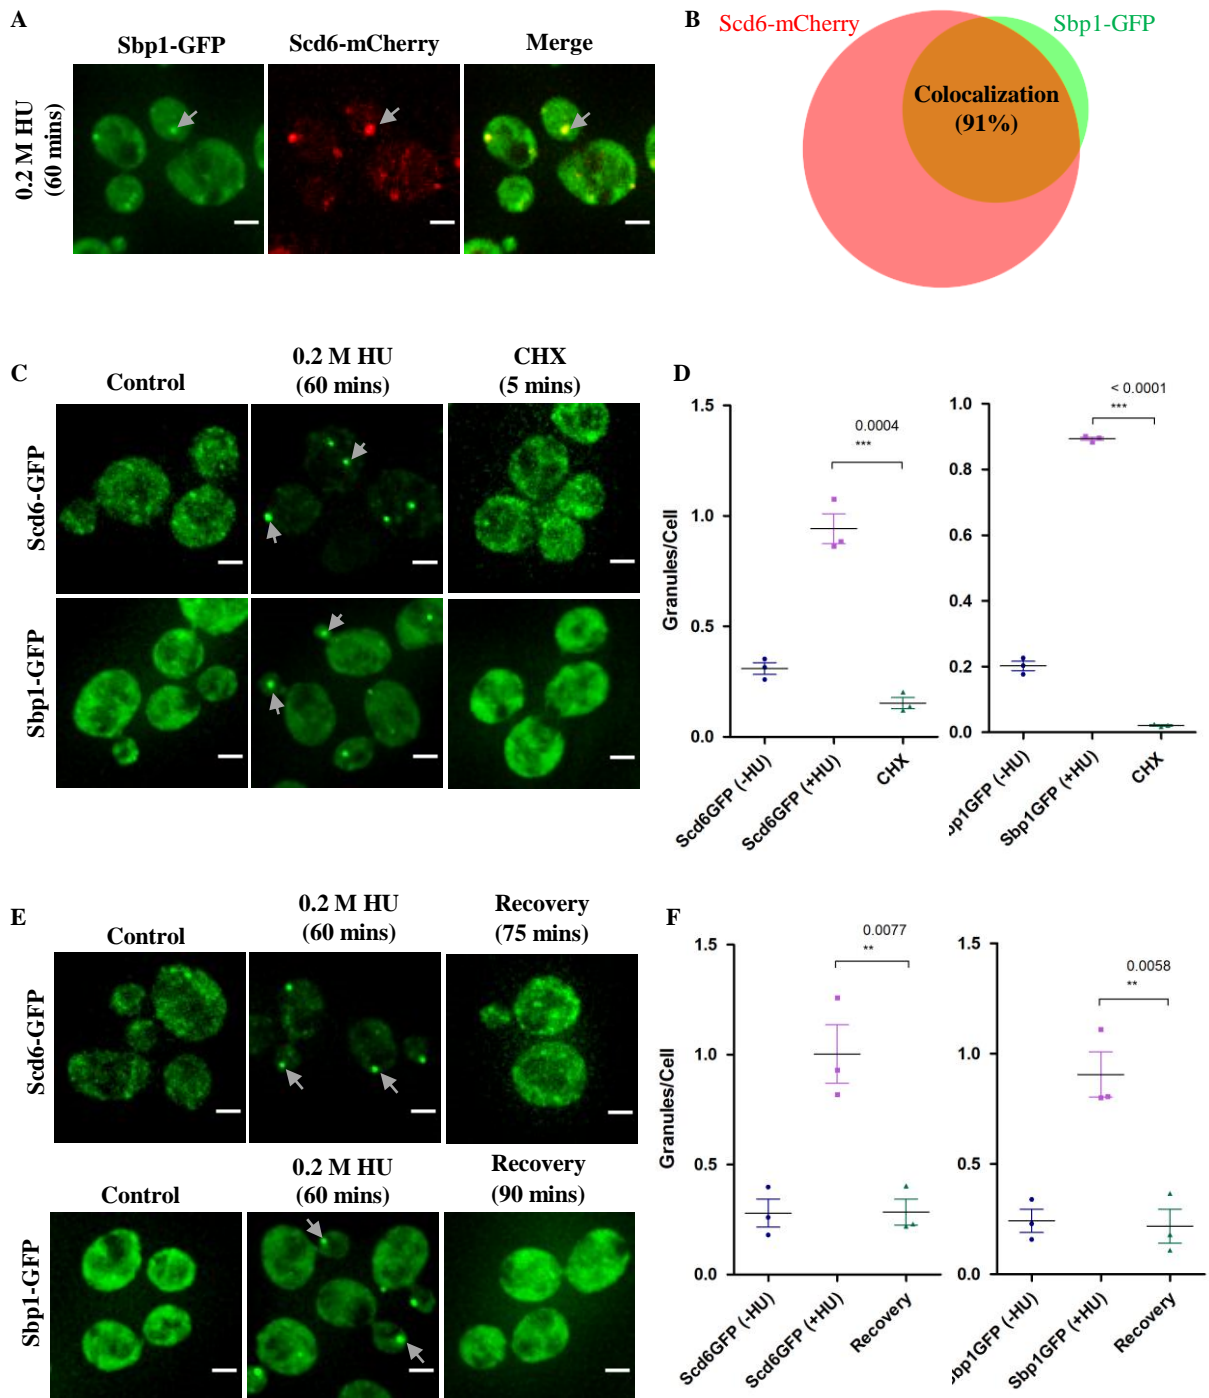 A
Sbp1-GFP
Scd6-mCherry
Merge
0.2 M HU
(60 mins)
B
Scd6-mCherry
Sbp1-GFP
Colocalization
(91%)
C
Control
0.2 M HU
(60 mins)
CHX
(5 mins)
Scd6-GFP
Sbp1-GFP
D
Granules/Cell
1.5
1.0
0.5
0.0
0.0004
***
Scd6GFP (-HU)
Scd6GFP (+HU)
CHX
1.0
0.8
0.6
0.4
0.2
0.0
< 0.0001
***
bp1GFP (-HU)
Sbp1GFP (+HU)
CHX
E
Control
0.2 M HU
(60 mins)
Recovery
(75 mins)
Scd6-GFP
Control
0.2 M HU
(60 mins)
Recovery
(90 mins)
Sbp1-GFP
F
Granules/Cell
1.5
1.0
0.5
0.0
0.0077
**
Scd6GFP (-HU)
Scd6GFP (+HU)
Recovery
1.5
1.0
0.5
0.0
0.0058
**
Sbp1GFP (-HU)
Sbp1GFP (+HU)
Recovery